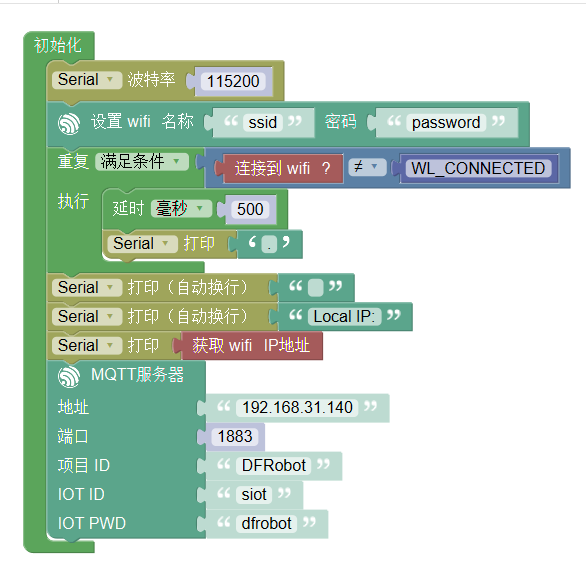 初始化
Serial 波特率 115200
设置 wifi 名称 “ ssid ” 密码 “ password ”
重复 满足条件 连接到 wifi ? ≠ WL_CONNECTED
执行 延时 毫秒 500
Serial 打印 ‘ . ’
Serial 打印（自动换行） “ ”
Serial 打印（自动换行） “ Local IP: ”
Serial 打印 获取 wifi IP地址
MQTT服务器
地址 “ 192.168.31.140 ”
端口 1883
项目 ID “ DFRobot ”
IOT ID “ siot ”
IOT PWD “ dfrobot ”